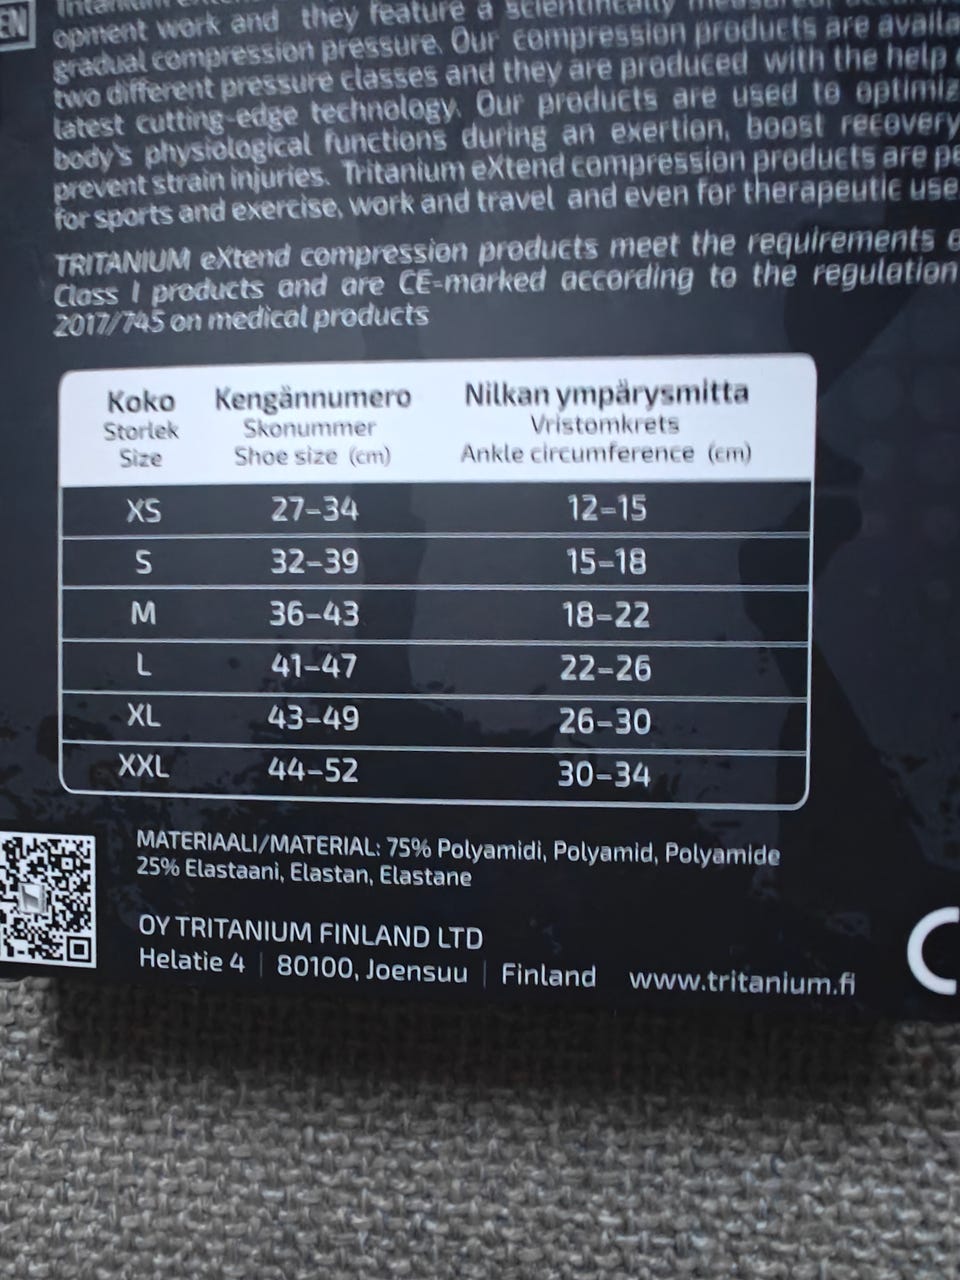 EN
opment work and they feature a scientifically measured
gradual compression pressure. Our compression products are availa
two different pressure classes and they are produced with the help
latest cutting-edge technology. Our products are used to optimiz
body's physiological functions during an exertion, boost recovery
prevent strain injuries. Tritanium eXtend compression products are pe
for sports and exercise, work and travel and even for therapeutic use
TRITANIUM eXtend compression products meet the requirements o
Class I products and are CE-marked according to the regulation
2017/745 on medical products
Koko Kengännumero Nilkan ympärysmitta
Storlek Skonummer Vristomkrets
Size Shoe size (cm) Ankle circumference (cm)
XS 27-34 12-15
S 32-39 15-18
M 36-43 18-22
L 41-47 22-26
XL 43-49 26-30
XXL 44-52 30-34
MATERIAALI/MATERIAL: 75% Polyamidi, Polyamid, Polyamide
25% Elastaani, Elastan, Elastane
OY TRITANIUM FINLAND LTD
Helatie 4 | 80100, Joensuu | Finland www.tritanium.fi